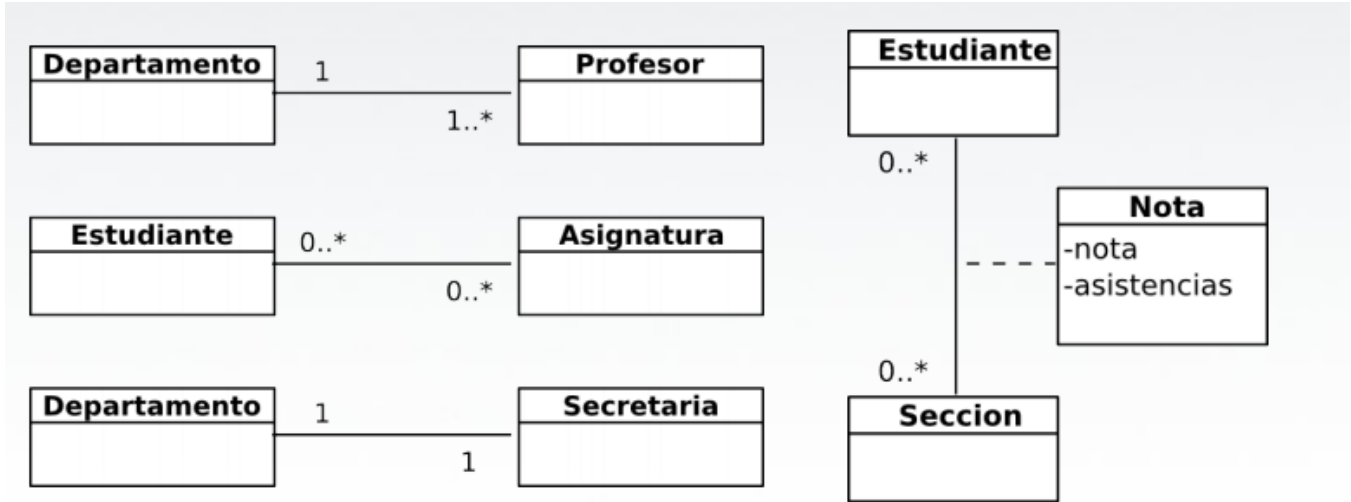 Departamento
1
1..*
Profesor
Estudiante
0..*
0..*
Asignatura
Departamento
1
1
Secretaria
Estudiante
0..*
Nota
-nota
-asistencias
0..*
Seccion